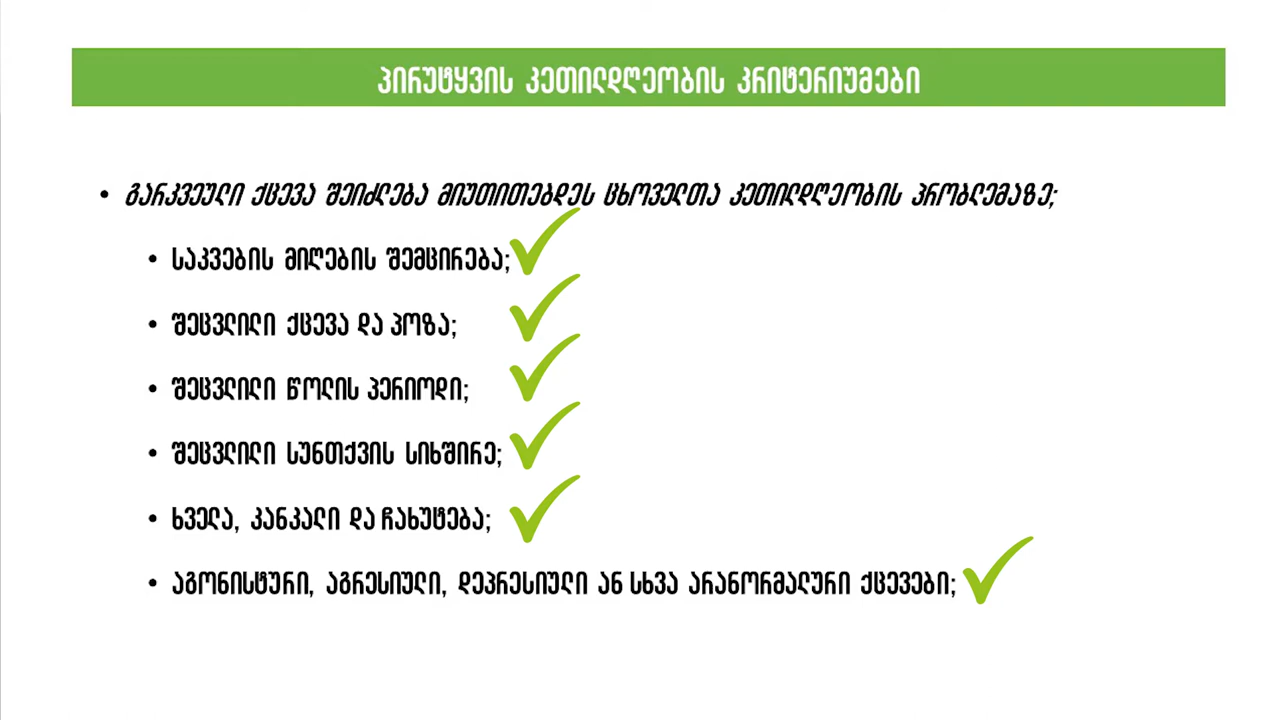 პირუტყვის კეთილდღეობის კრიტერიუმები
• გარკვეული ქცევა შეიძლება მიუთითებდეს ცხოველთა კეთილდღეობის პრობლემაზე;
• საკვების მიღების შემცირება;
• შეცვლილი ქცევა და პოზა;
• შეცვლილი წოლის პერიოდი;
• შეცვლილი სუნთქვის სიხშირე;
• ხველა, კანკალი და ჩახუტება;
• აგონისტური, აგრესიული, დეპრესიული ან სხვა არანორმალური ქცევები;